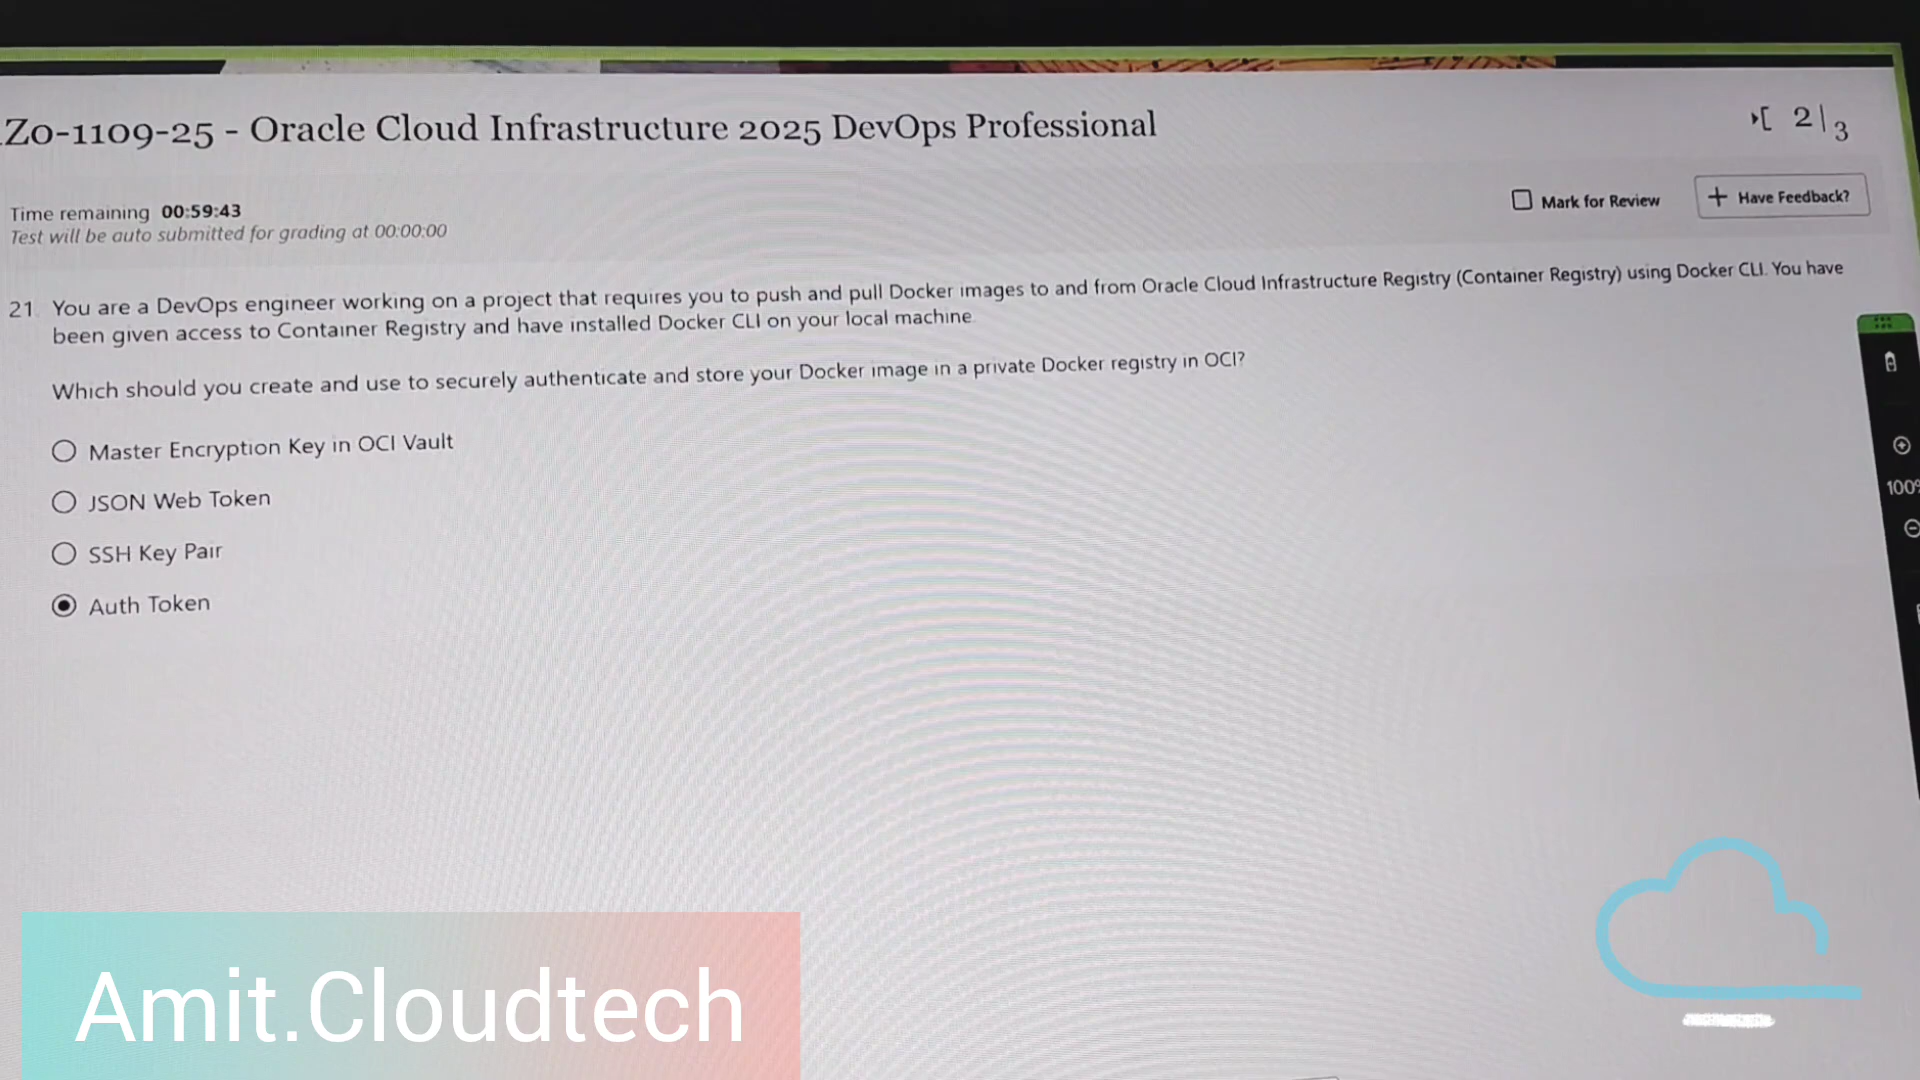 Zo-1109-25 - Oracle Cloud Infrastructure 2025 DevOps Professional
2|3
Time remaining 00:59:43
Mark for Review
+ Have Feedback?
Test will be auto submitted for grading at 00:00:00
21. You are a DevOps engineer working on a project that requires you to push and pull Docker images to and from Oracle Cloud Infrastructure Registry (Container Registry) using Docker CLI. You have
been given access to Container Registry and have installed Docker CLI on your local machine.
Which should you create and use to securely authenticate and store your Docker image in a private Docker registry in OCI?
Master Encryption Key in OCI Vault
JSON Web Token
SSH Key Pair
Auth Token
100%
Amit.Cloudtech